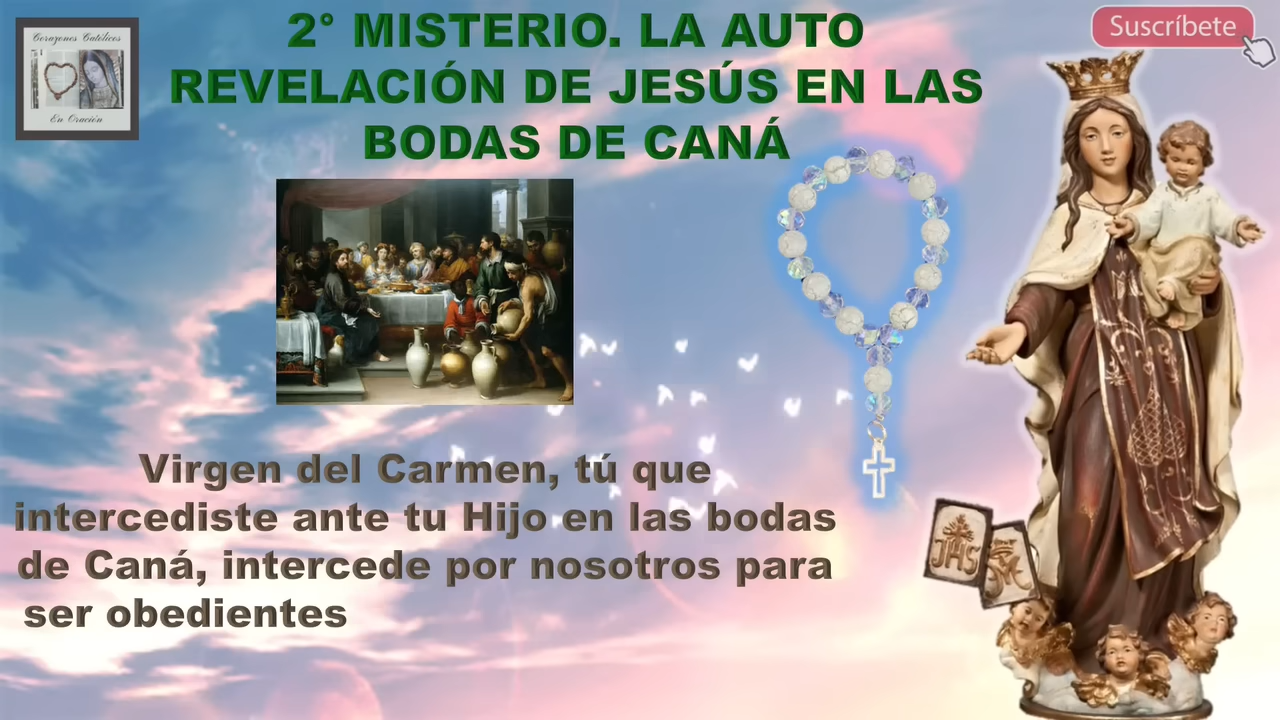 Corazones Católicos
En Oración
2° MISTERIO. LA AUTO
REVELACIÓN DE JESÚS EN LAS
BODAS DE CANÁ
Suscríbete
Virgen del Carmen, tú que
intercediste ante tu Hijo en las bodas
de Caná, intercede por nosotros para
ser obedientes
JHS